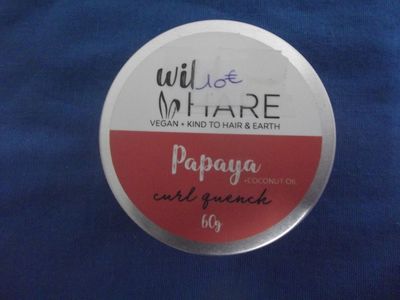 wil 10€
HARE
VEGAN • KIND TO HAIR & EARTH
Papaya
+COCONUT OIL
curl quench
60g